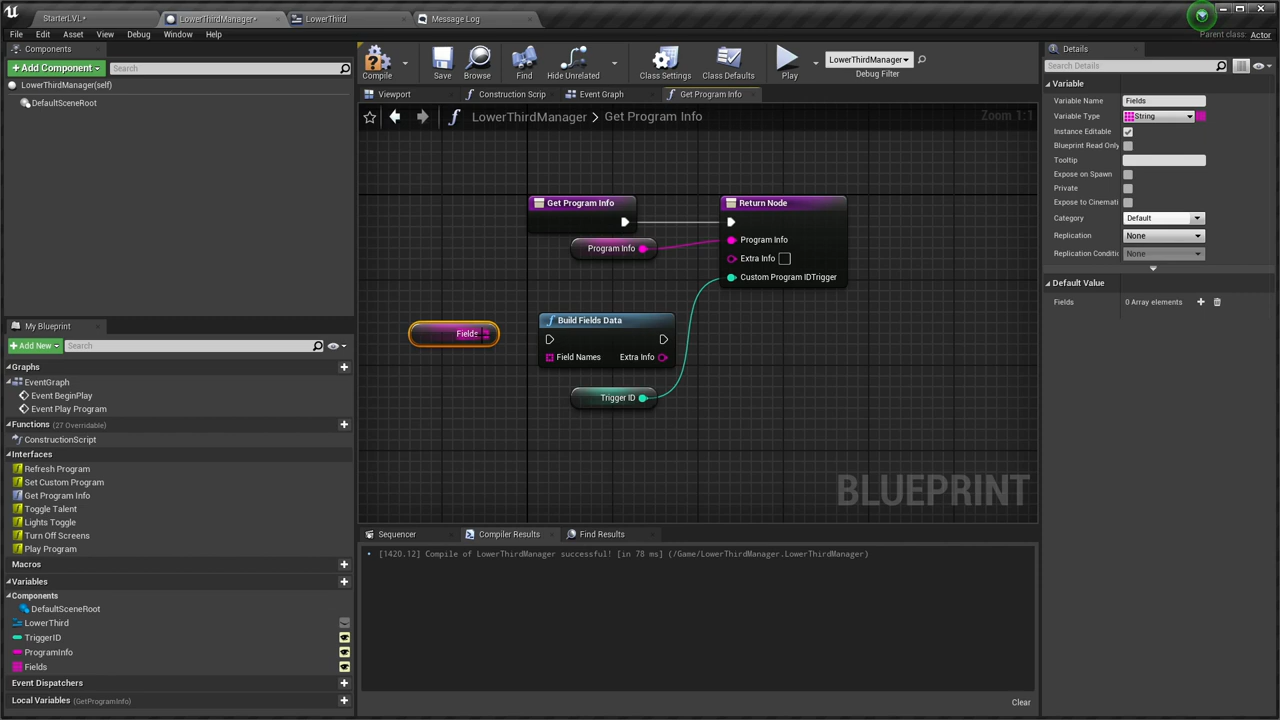 StarterLVL•
LowerThirdManager•
LowerThird
Message Log
File
Edit
Asset
View
Debug
Window
Help
Parent class: Actor
Components
+Add Component
Search
LowerThirdManager(self)
DefaultSceneRoot
Compile
Save
Browse
Find
Hide Unrelated
Class Settings
Class Defaults
Play
LowerThirdManager
Debug Filter
Viewport
Construction Scrip
Event Graph
Get Program Info
LowerThirdManager > Get Program Info
Zoom 1:1
Get Program Info
Program Info
Return Node
Program Info
Extra Info
Custom Program IDTrigger
Fields
Build Fields Data
Field Names
Extra Info
Trigger ID
BLUEPRINT
My Blueprint
+Add New
Search
Graphs
EventGraph
Event BeginPlay
Event Play Program
Functions (27 Overridable)
ConstructionScript
Interfaces
Refresh Program
Set Custom Program
Get Program Info
Toggle Talent
Lights Toggle
Turn Off Screens
Play Program
Macros
Variables
Components
DefaultSceneRoot
LowerThird
TriggerID
ProgramInfo
Fields
Event Dispatchers
Local Variables (GetProgramInfo)
Sequencer
Compiler Results
Find Results
[1420.12] Compile of LowerThirdManager successful! [in 78 ms] (/Game/LowerThirdManager.LowerThirdManager)
Clear
Details
Search Details
Variable
Variable Name
Fields
Variable Type
String
Instance Editable
Blueprint Read Only
Tooltip
Expose on Spawn
Private
Expose to Cinemati
Category
Default
Replication
None
Replication Conditic
None
Default Value
Fields
0 Array elements